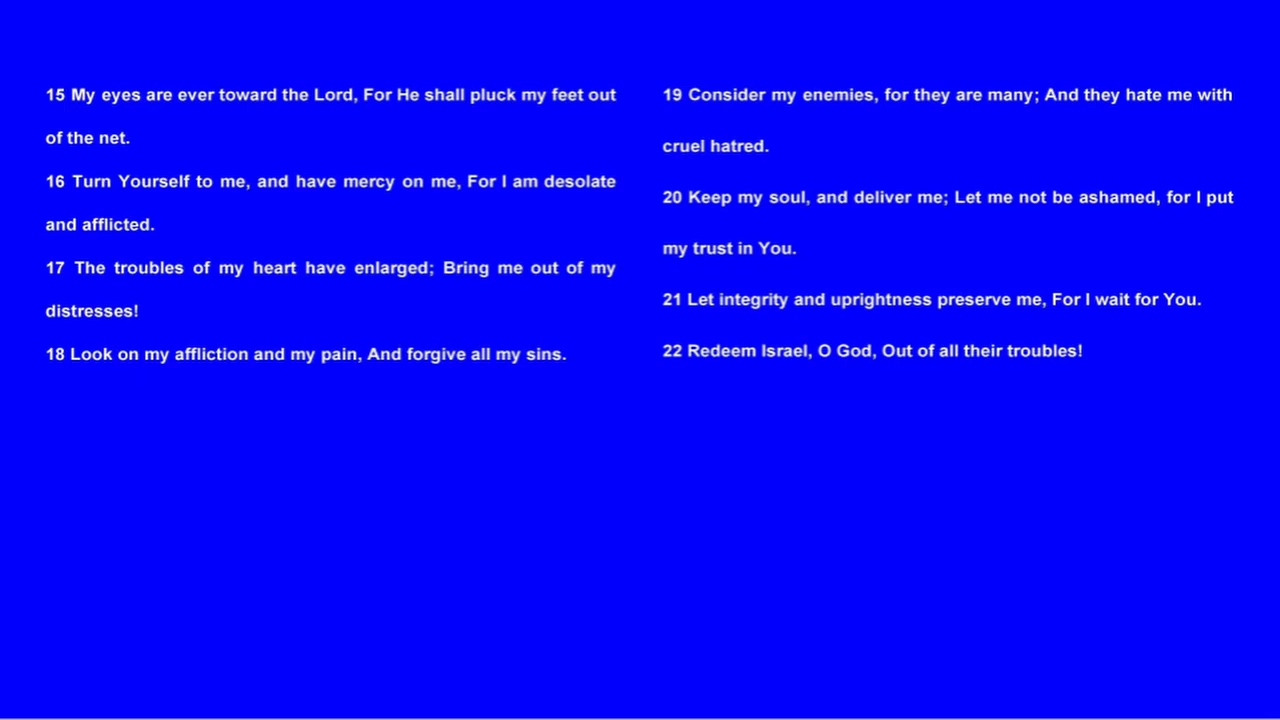 15 My eyes are ever toward the Lord, For He shall pluck my feet out
of the net.
16 Turn Yourself to me, and have mercy on me, For I am desolate
and afflicted.
17 The troubles of my heart have enlarged; Bring me out of my
distresses!
18 Look on my affliction and my pain, And forgive all my sins.
19 Consider my enemies, for they are many; And they hate me with
cruel hatred.
20 Keep my soul, and deliver me; Let me not be ashamed, for I put
my trust in You.
21 Let integrity and uprightness preserve me, For I wait for You.
22 Redeem Israel, O God, Out of all their troubles!